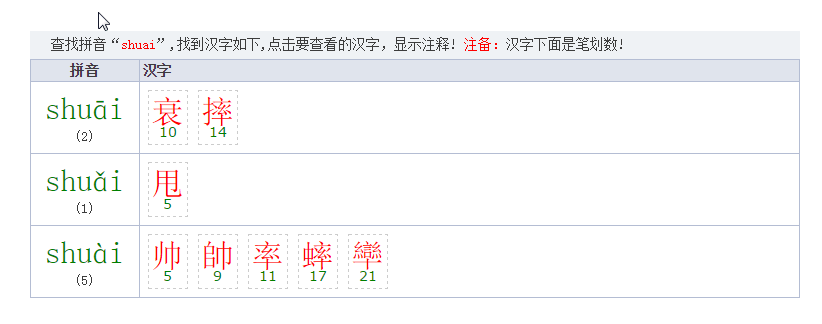 查找拼音“shuai”,找到汉字如下,点击要查看的汉字，显示注释! 注备: 汉字下面是笔划数!
拼音 汉字
shuāi 衰 摔
(2) 10 14
shuǎi 甩
(1) 5
shuài 帅 帥 率 蟀 孿
(5) 5 9 11 17 21